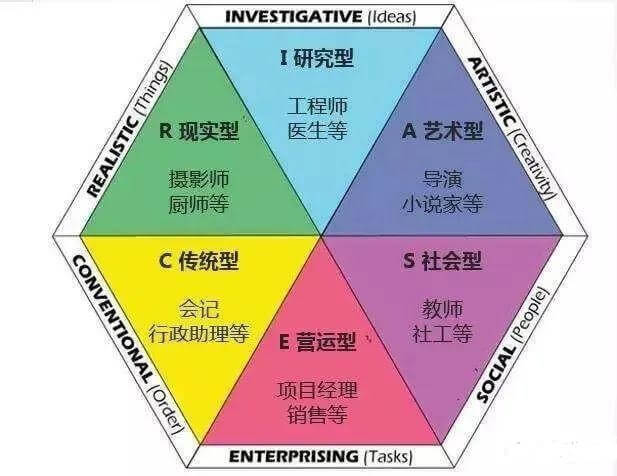 INVESTIGATIVE (Ideas)
I 研究型
工程师
医生等
REALISTIC (Things)
R 现实型
摄影师
厨师等
A 艺术型
导演
小说家等
ARTISTIC (Creativity)
CONVENTIONAL (Order)
C 传统型
会记
行政助理等
E 营运型
项目经理
销售等
S 社会型
教师
社工等
SOCIAL (People)
ENTERPRISING (Tasks)